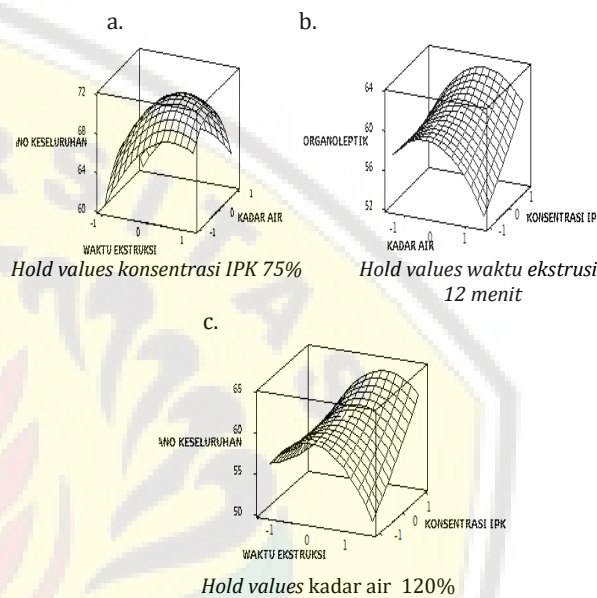 a.
72
68
64
60
-1
0
1
-1
0
1
NO KESELURUHAN
WAKTU EKSTRUKSI
KADAR AIR
Hold values konsentrasi IPK 75%
b.
64
60
56
52
-1
0
1
-1
0
1
ORGANOLEPTIK
KADAR AIR
KONSENTRASI IP
Hold values waktu ekstrusi
12 menit
c.
65
60
55
50
-1
0
1
-1
0
1
ANO KESELURUHAN
WAKTU EKSTRUKSI
KONSENTRASI IPK
Hold values kadar air 120%